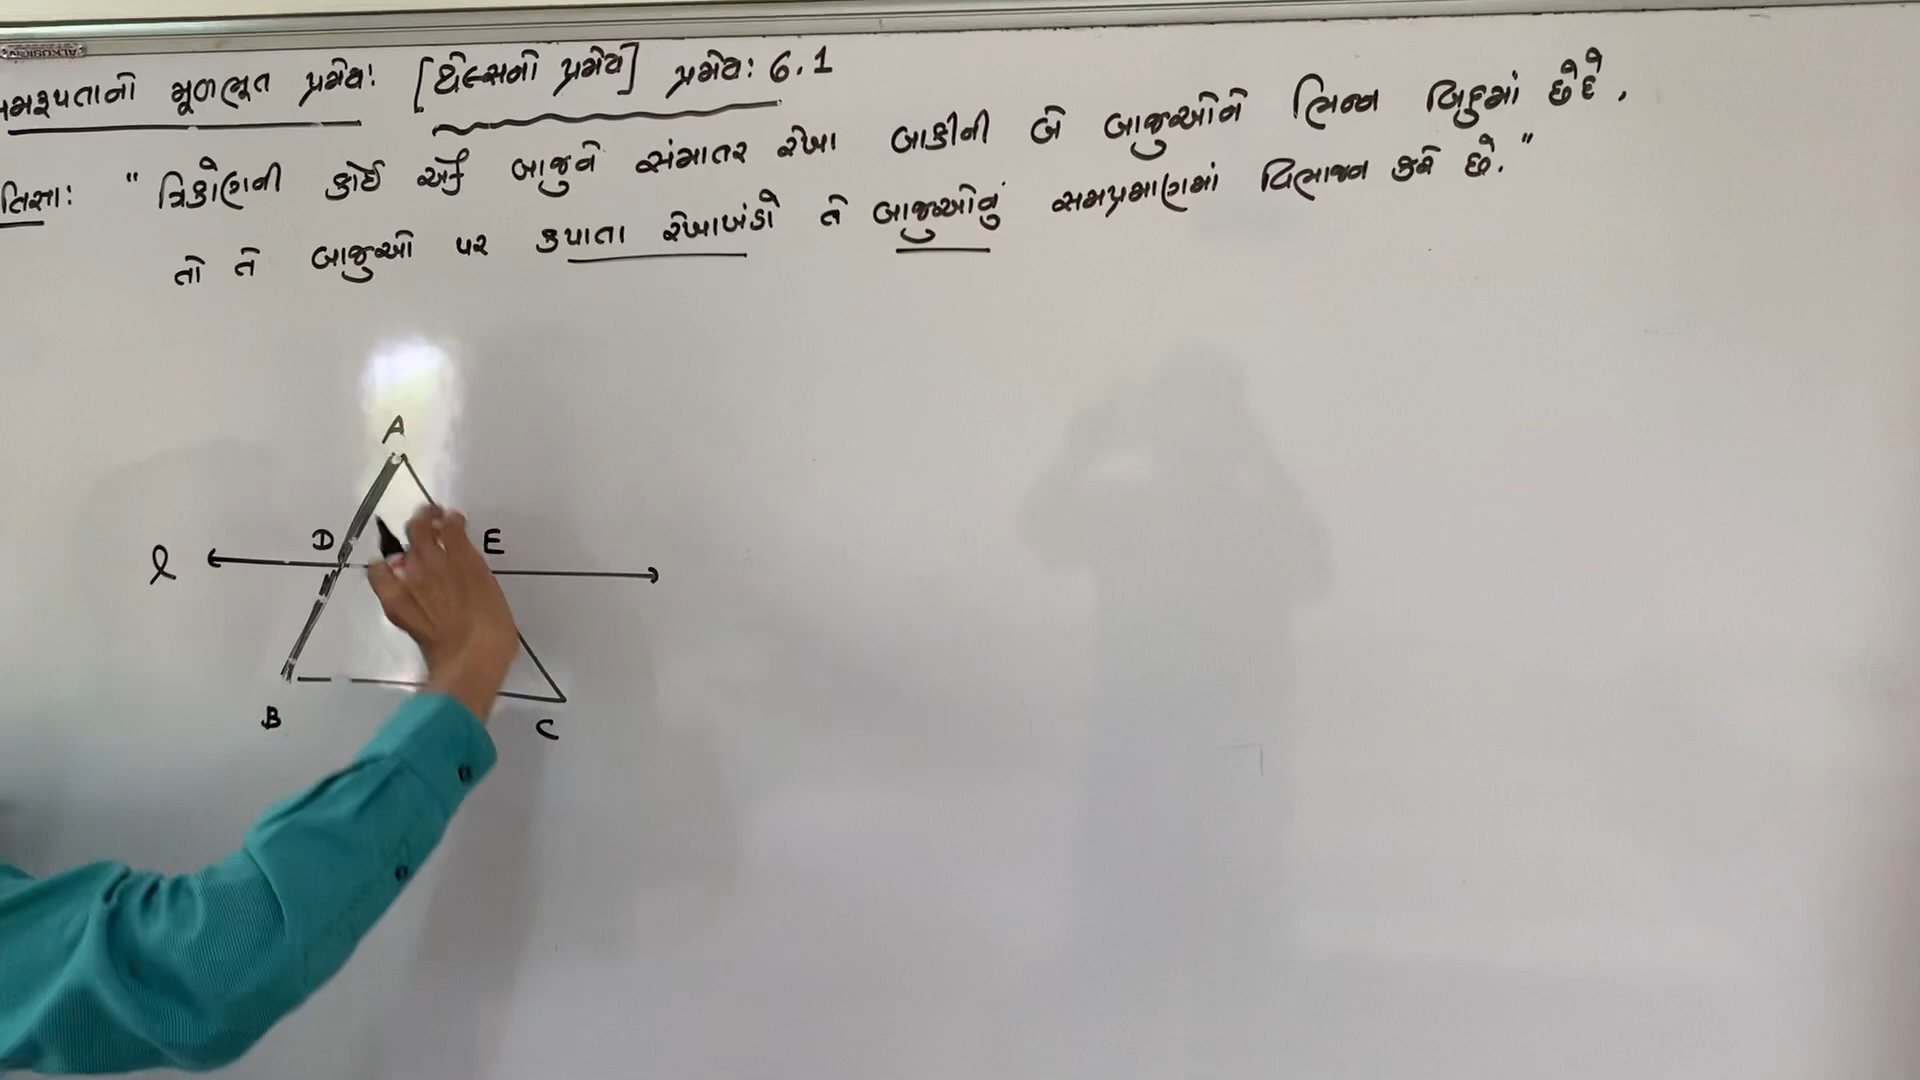 સમરૂપતાનો મૂળભૂત પ્રમેય: [થેલ્સનો પ્રમેય] પ્રમેય: 6.1
તિજ્ઞા: "ત્રિકોણની કોઈ એક બાજુને સમાંતર રેખા બાકીની બે બાજુઓને ભિન્ન બિંદુમાં છેદે,
તો તે બાજુઓ પર કપાતા રેખાખંડો તે બાજુઓનું સમપ્રમાણમાં વિભાજન કરે છે."
A
D E
l
B C